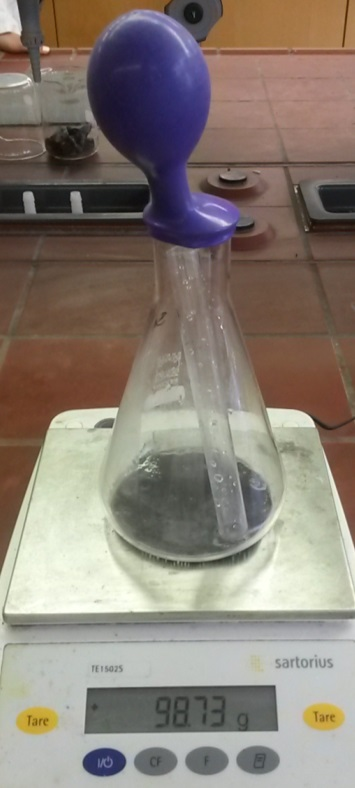 TE1502S
sartorius
98.73 g
Tare
Tare
I/⏻
CF
F